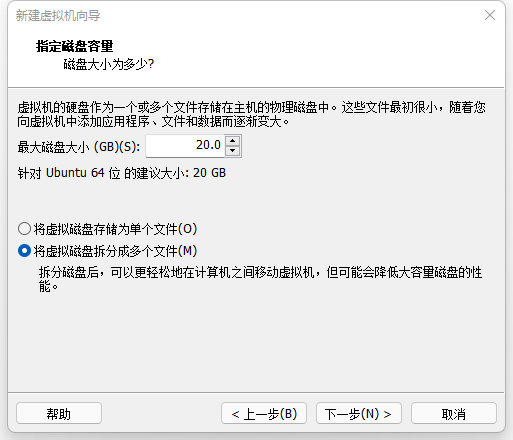 新建虚拟机向导
指定磁盘容量
磁盘大小为多少?
虚拟机的硬盘作为一个或多个文件存储在主机的物理磁盘中。这些文件最初很小，随着您
向虚拟机中添加应用程序、文件和数据而逐渐变大。
最大磁盘大小 (GB)(S): 20.0
针对 Ubuntu 64 位 的建议大小: 20 GB
将虚拟磁盘存储为单个文件(O)
将虚拟磁盘拆分成多个文件(M)
拆分磁盘后，可以更轻松地在计算机之间移动虚拟机，但可能会降低大容量磁盘的性
能。
帮助 < 上一步(B) 下一步(N) > 取消